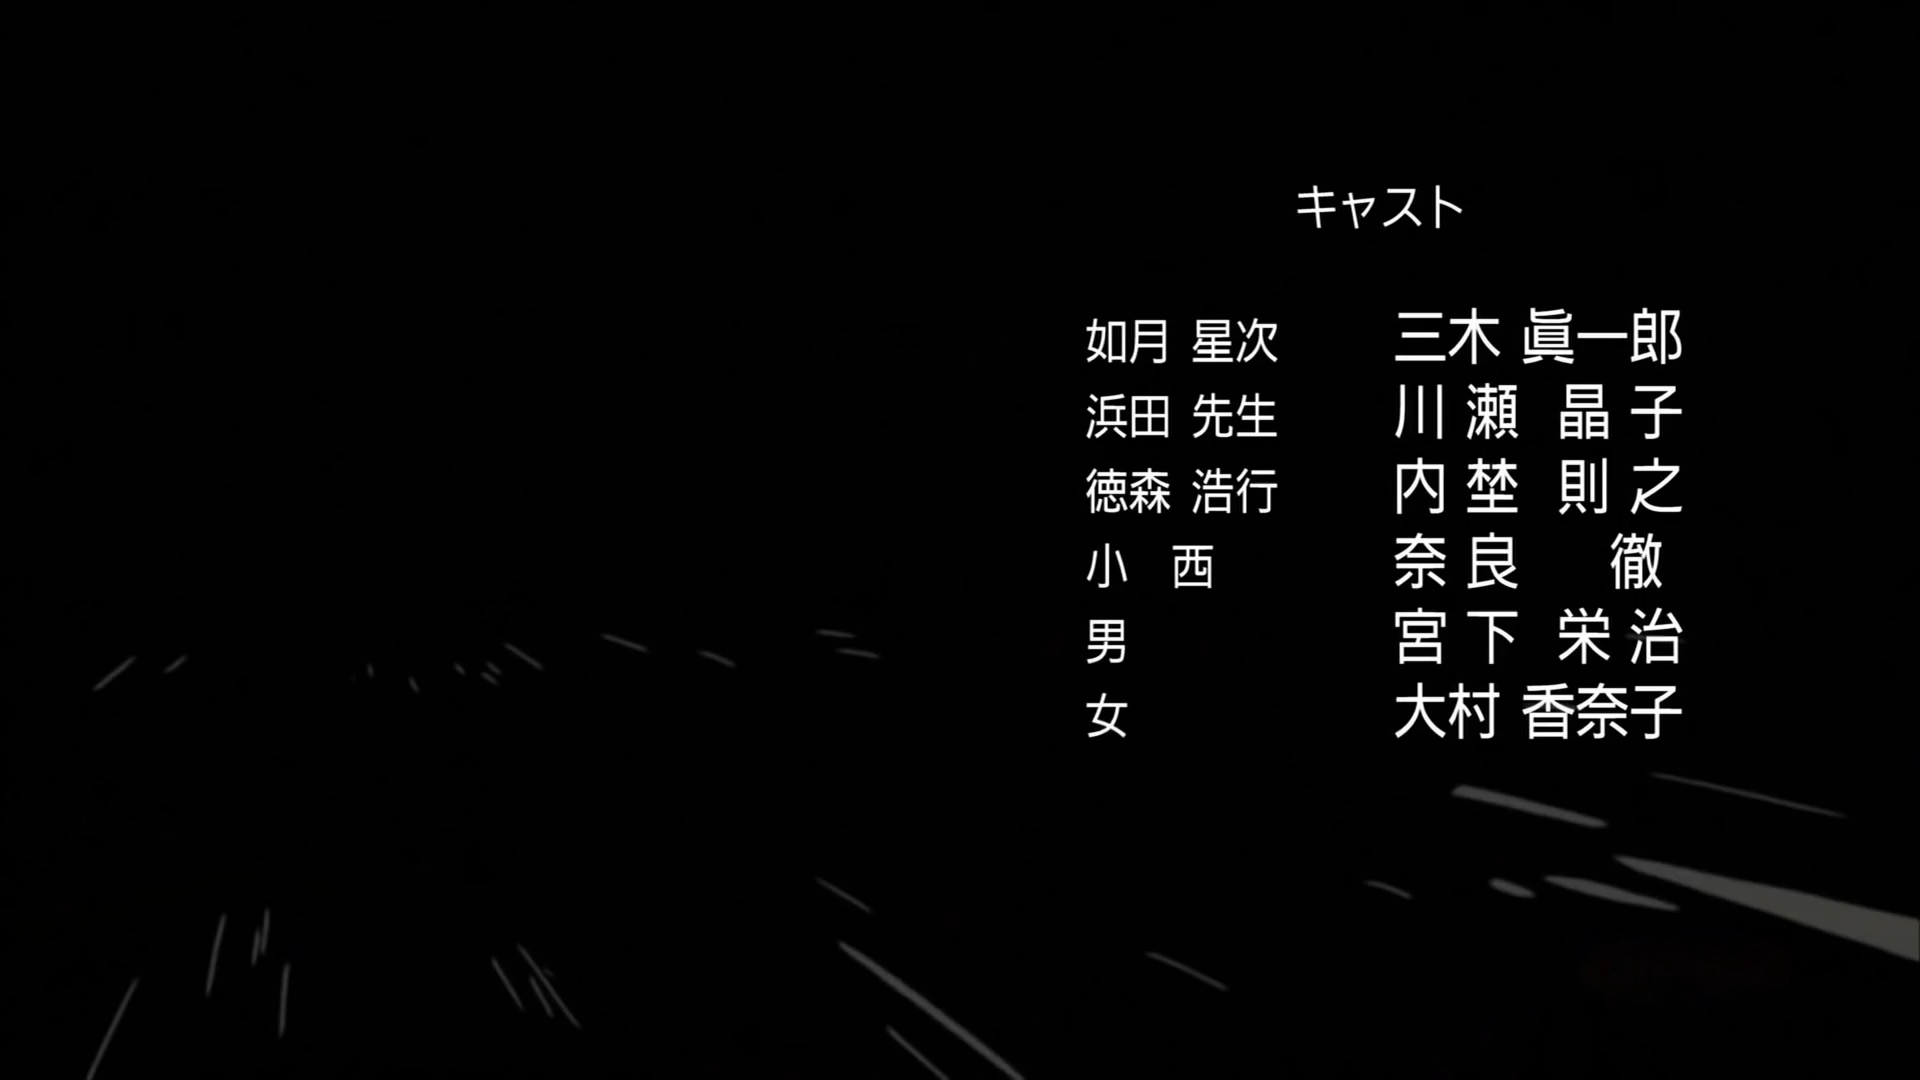 キャスト
如月 星次 三木 眞一郎
浜田 先生 川瀬 晶子
徳森 浩行 内埜 則之
小 西 奈良 徹
男 宮下 栄治
女 大村 香奈子